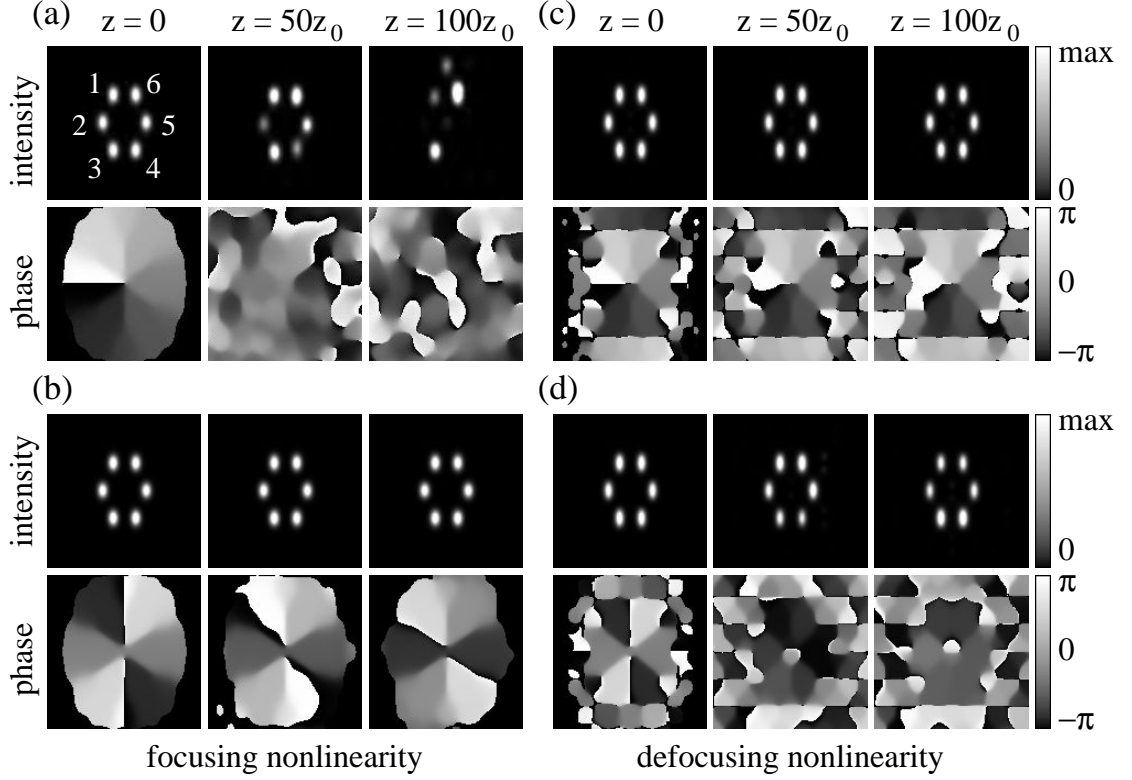 (a) z = 0 z = 50z₀ z = 100z₀ (c) z = 0 z = 50z₀ z = 100z₀
intensity
1 6
2 5
3 4
max
0
phase
π
0
−π
(b) (d)
intensity
max
0
phase
π
0
−π
focusing nonlinearity defocusing nonlinearity